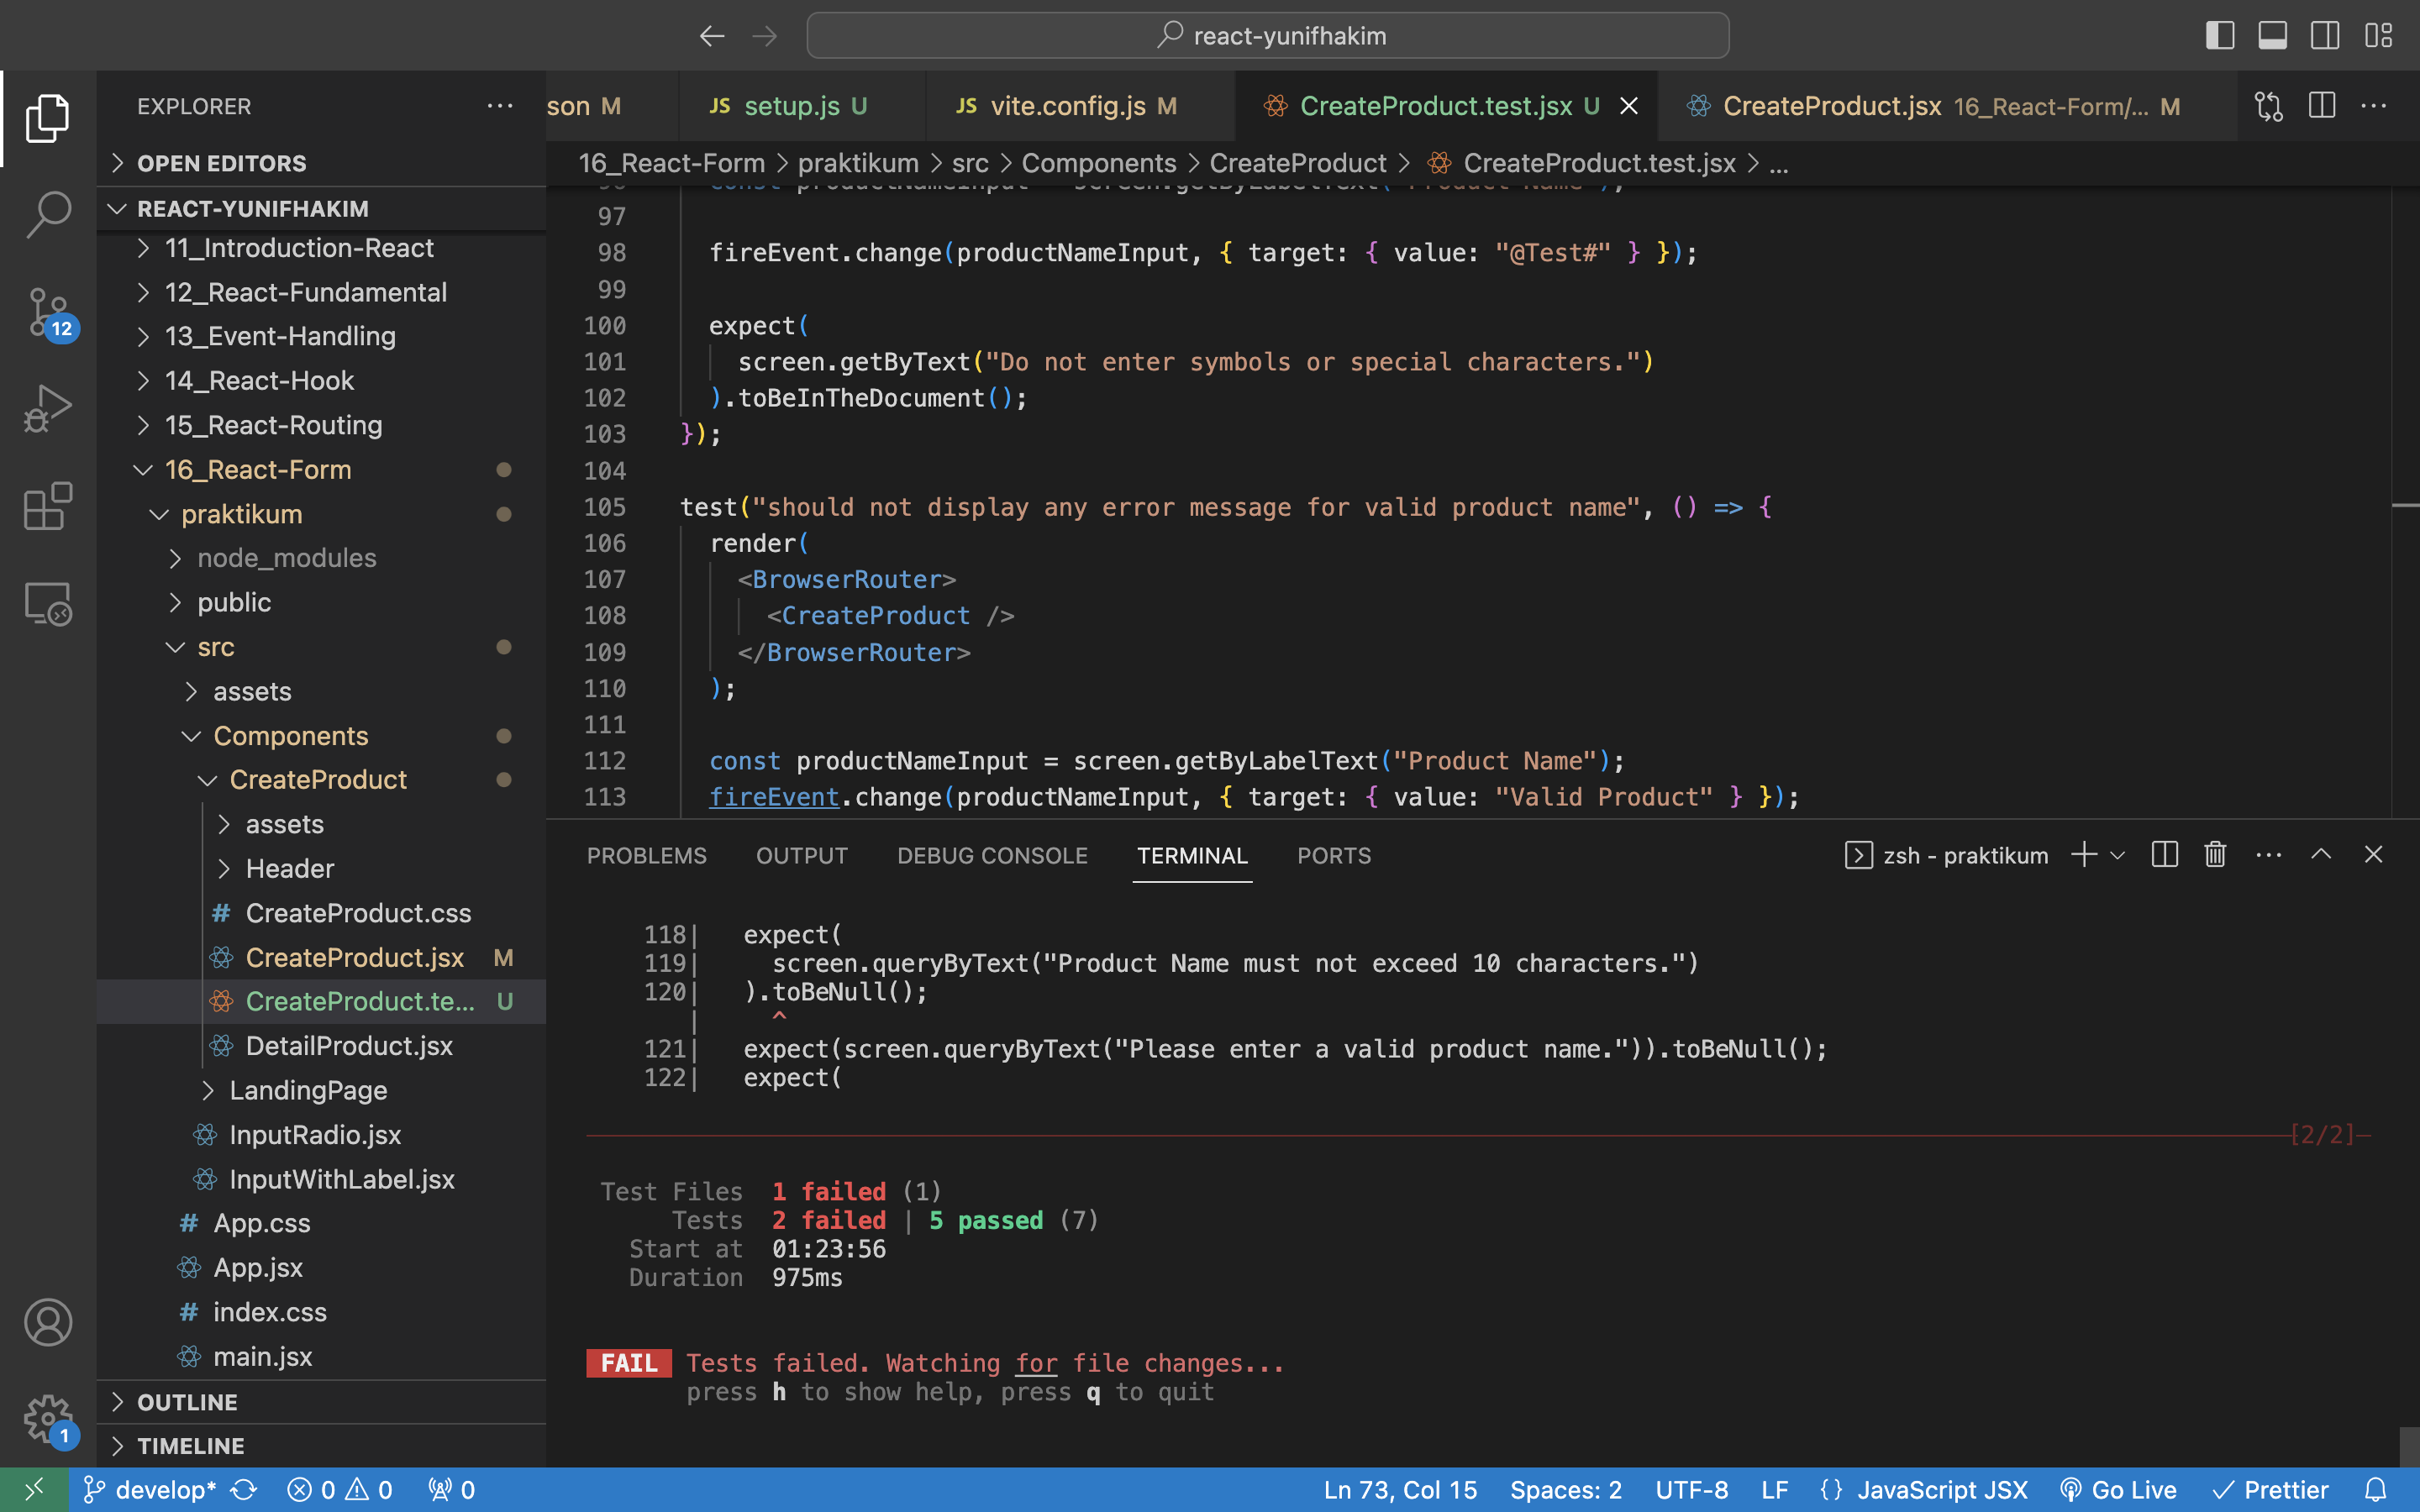 react-yunifhakim
EXPLORER
OPEN EDITORS
REACT-YUNIFHAKIM
11_Introduction-React
12_React-Fundamental
13_Event-Handling
14_React-Hook
15_React-Routing
16_React-Form
praktikum
node_modules
public
src
assets
Components
CreateProduct
assets
Header
CreateProduct.css
CreateProduct.jsx M
CreateProduct.te... U
DetailProduct.jsx
LandingPage
InputRadio.jsx
InputWithLabel.jsx
App.css
App.jsx
index.css
main.jsx
OUTLINE
TIMELINE
12
1
son M
JS setup.js U
JS vite.config.js M
CreateProduct.test.jsx U
CreateProduct.jsx 16_React-Form/... M
16_React-Form > praktikum > src > Components > CreateProduct > CreateProduct.test.jsx > ...
96 const productNameInput = screen.getByLabelText("Product Name");
97
98 fireEvent.change(productNameInput, { target: { value: "@Test#" } });
99
100 expect(
101 screen.getByText("Do not enter symbols or special characters.")
102 ).toBeInTheDocument();
103 });
104
105 test("should not display any error message for valid product name", () => {
106 render(
107 <BrowserRouter>
108 <CreateProduct />
109 </BrowserRouter>
110 );
111
112 const productNameInput = screen.getByLabelText("Product Name");
113 fireEvent.change(productNameInput, { target: { value: "Valid Product" } });
PROBLEMS OUTPUT DEBUG CONSOLE TERMINAL PORTS
zsh - praktikum
118| expect(
119| screen.queryByText("Product Name must not exceed 10 characters.")
120| ).toBeNull();
| ^
121| expect(screen.queryByText("Please enter a valid product name.")).toBeNull();
122| expect(
[2/2]
Test Files 1 failed (1)
Tests 2 failed | 5 passed (7)
Start at 01:23:56
Duration 975ms
FAIL Tests failed. Watching for file changes...
press h to show help, press q to quit
develop* 0 0 0
Ln 73, Col 15 Spaces: 2 UTF-8 LF {} JavaScript JSX Go Live Prettier